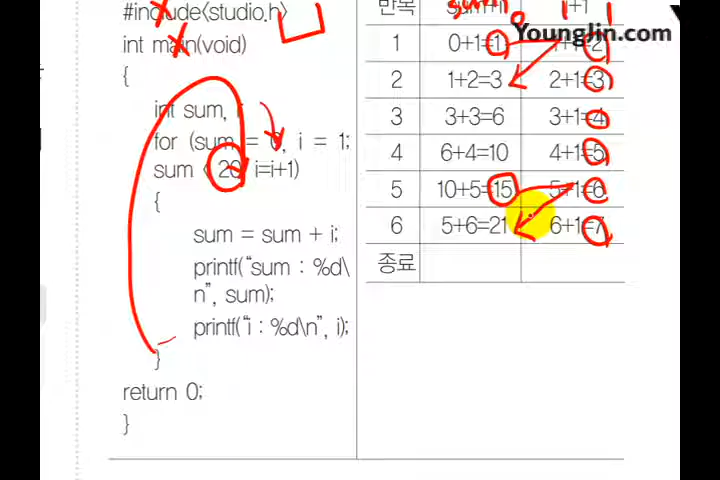 #include<studio.h>
int main(void)
{
int sum, i
for (sum = 0, i = 1;
sum < 20 i=i+1)
{
sum = sum + i;
printf("sum : %d\
n", sum);
printf("i : %d\n", i);
}
return 0;
}
반복 sum+i i+1
1 0+1=1 1+1=2
2 1+2=3 2+1=3
3 3+3=6 3+1=4
4 6+4=10 4+1=5
5 10+5=15 5+1=6
6 5+6=21 6+1=7
종료
YoungJin.com